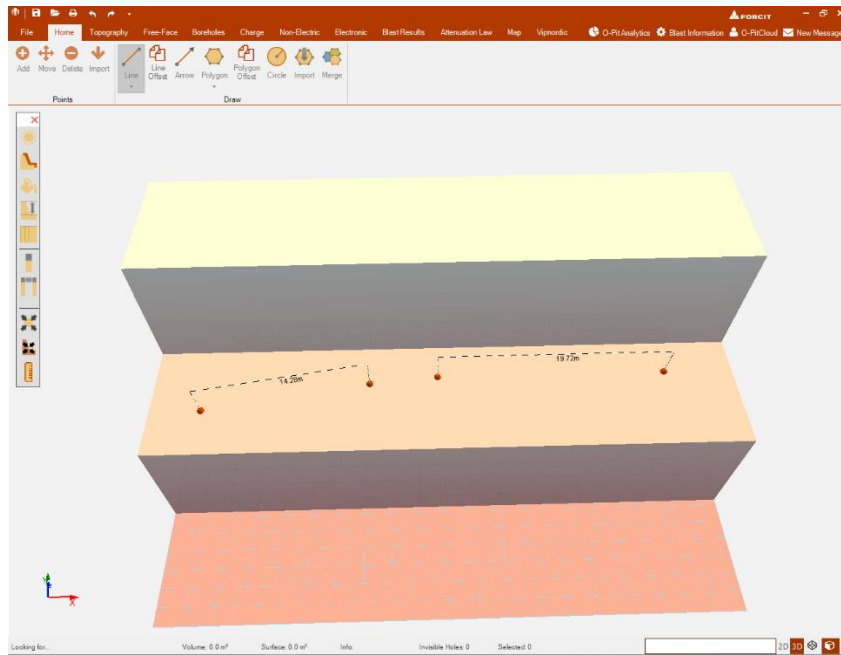 FORCIT
File Home Topography Free-Face Boreholes Charge Non-Electric Electronic Blast Results Attenuation Law Map Vipnordic O-PitAnalytics Blast Information O-PitCloud New Message
Add Move Delete Import Line Line Offset Arrow Polygon Polygon Offset Circle Import Merge
Points Draw
19.72m
14.28m
X
Looking for... Volume: 0.0 m³ Surface: 0.0 m² Info: Invisible Holes: 0 Selected: 0 2D 3D